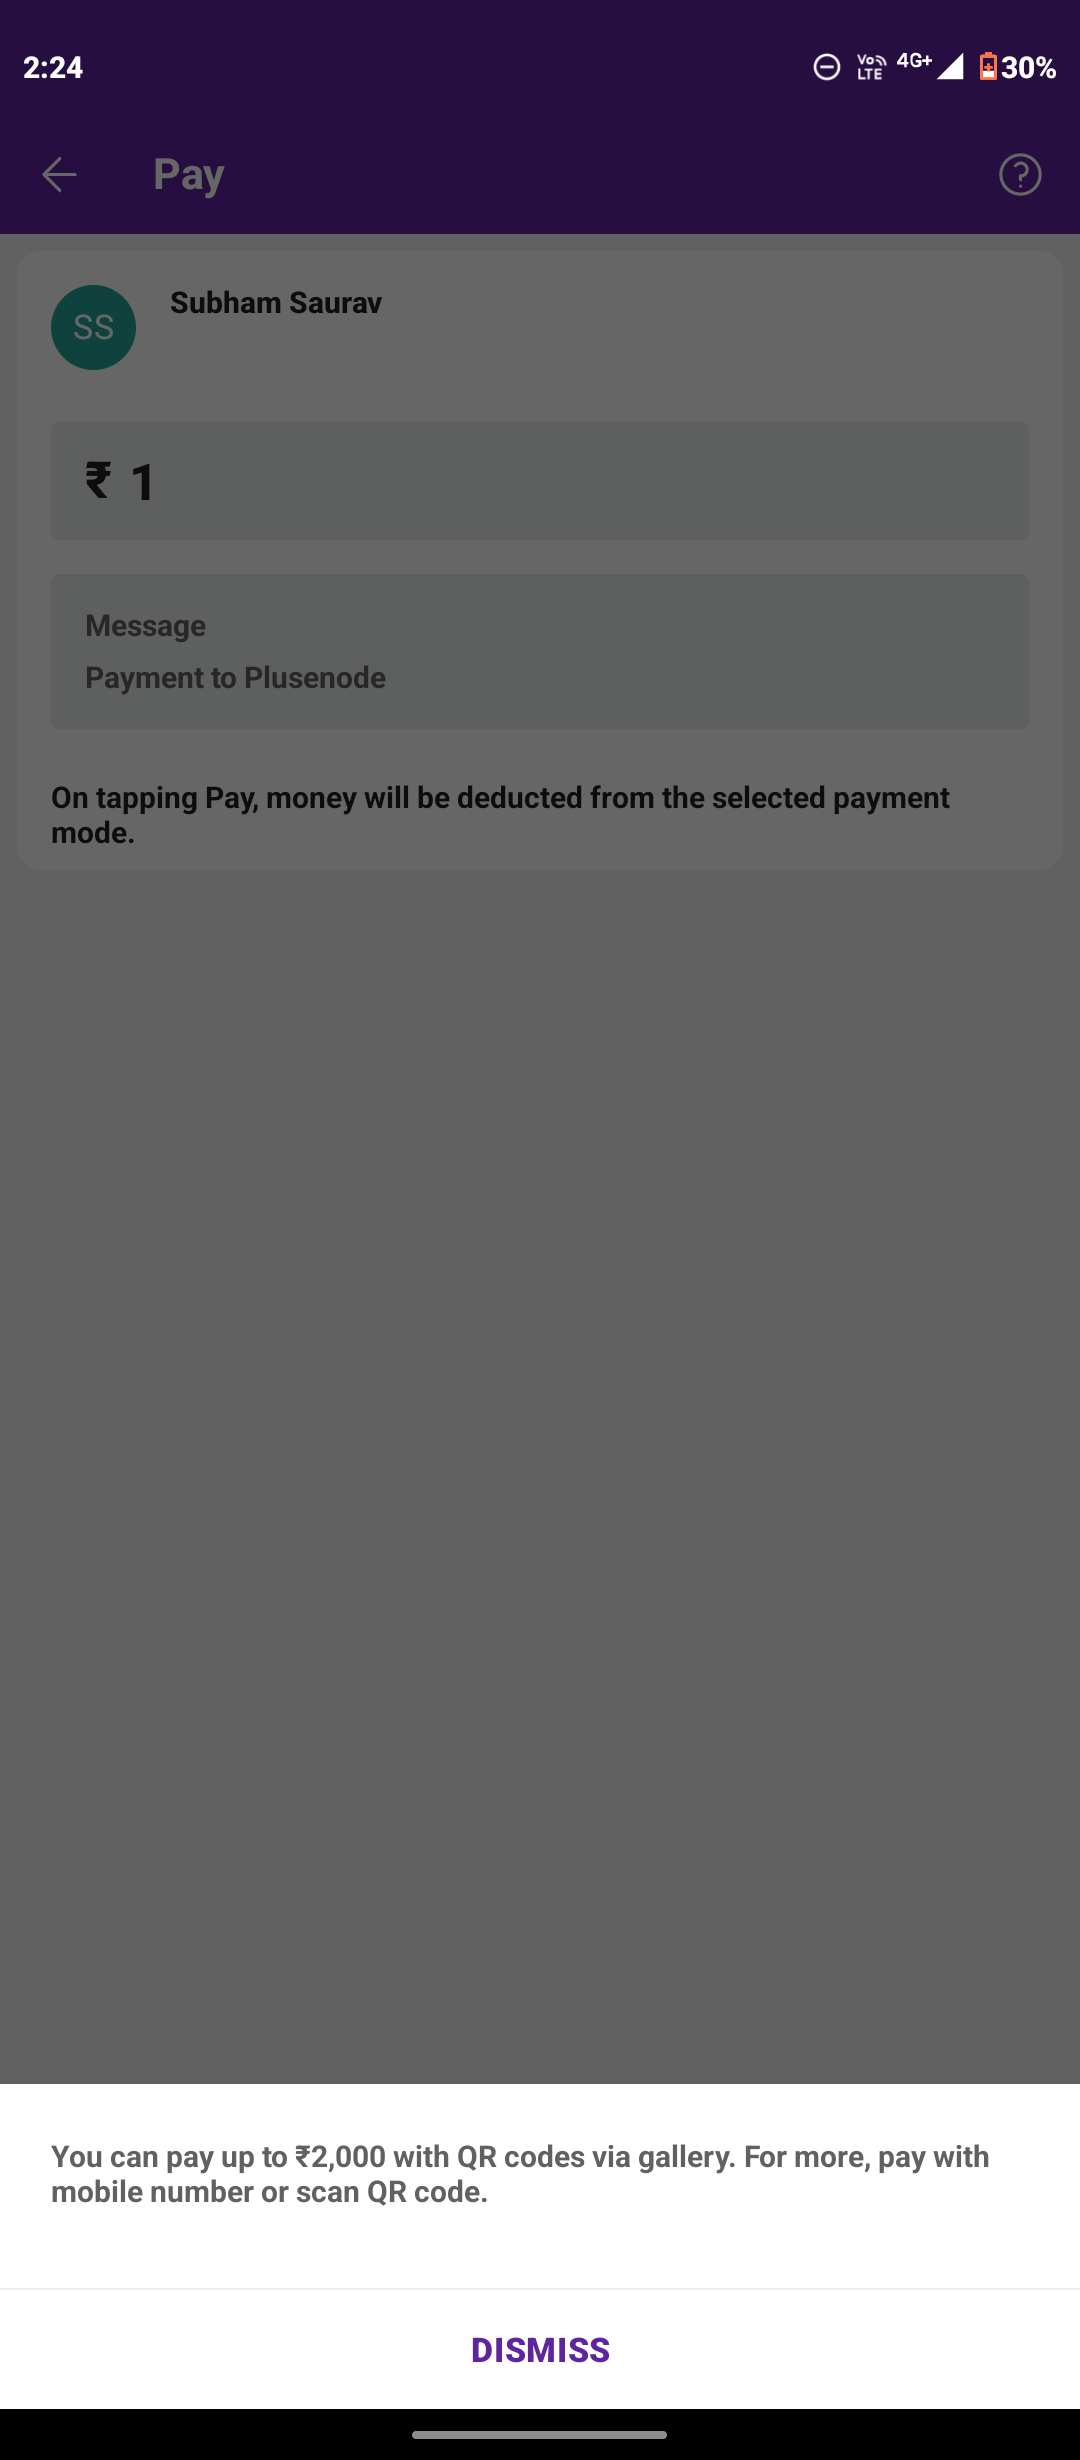 2:24
Vo LTE 4G+ 30%
Pay
?
SS
Subham Saurav
₹ 1
Message
Payment to Plusenode
On tapping Pay, money will be deducted from the selected payment
mode.
You can pay up to ₹2,000 with QR codes via gallery. For more, pay with
mobile number or scan QR code.
DISMISS